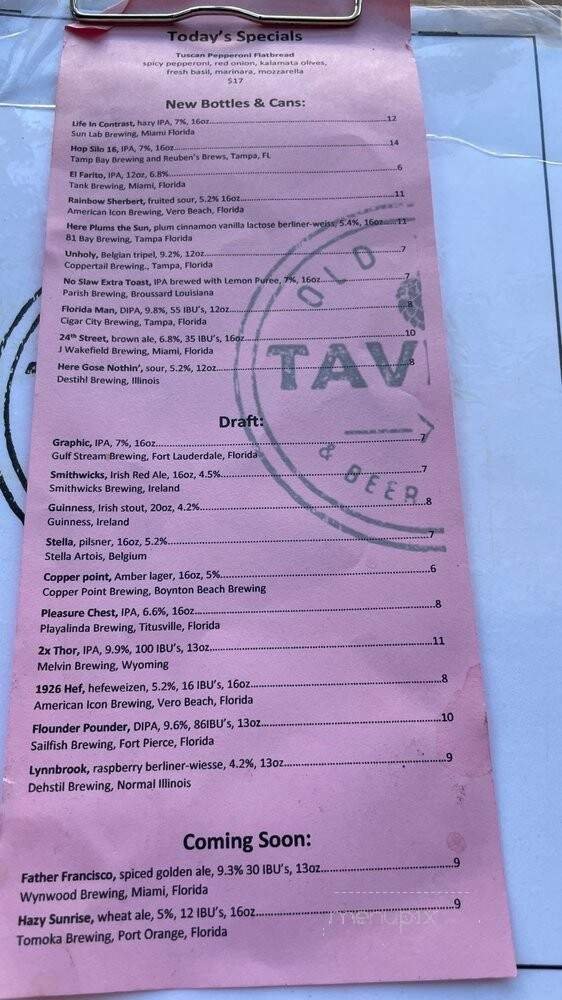 Today's Specials
Tuscan Pepperoni Flatbread
spicy pepperoni, red onion, kalamata olives,
fresh basil, marinara, mozzarella
$17
New Bottles & Cans:
Life In Contrast, hazy IPA, 7%, 16oz...12
Sun Lab Brewing, Miami Florida
Hop Silo 16, IPA, 7%, 16oz...14
Tamp Bay Brewing and Reuben's Brews, Tampa, FL
El Farito, IPA, 12oz, 6.8%...6
Tank Brewing, Miami, Florida
Rainbow Sherbert, fruited sour, 5.2% 16oz...11
American Icon Brewing, Vero Beach, Florida
Here Plums the Sun, plum cinnamon vanilla lactose berliner-weiss, 5.4%, 16oz...11
81 Bay Brewing, Tampa Florida
Unholy, Belgian tripel, 9.2%, 12oz...7
Coppertail Brewing., Tampa, Florida
No Slaw Extra Toast, IPA brewed with Lemon Puree, 7%, 16oz...7
Parish Brewing, Broussard Louisiana
Florida Man, DIPA, 9.8%, 55 IBU's, 12oz...8
Cigar City Brewing, Tampa, Florida
24th Street, brown ale, 6.8%, 35 IBU's, 16oz...10
J Wakefield Brewing, Miami, Florida
Here Gose Nothin', sour, 5.2%, 12oz...8
Destihl Brewing, Illinois
OLD
TAV
& BEER
Draft:
Graphic, IPA, 7%, 16oz...7
Gulf Stream Brewing, Fort Lauderdale, Florida
Smithwicks, Irish Red Ale, 16oz, 4.5%...7
Smithwicks Brewing, Ireland
Guinness, Irish stout, 20oz, 4.2%...8
Guinness, Ireland
Stella, pilsner, 16oz, 5.2%...7
Stella Artois, Belgium
Copper point, Amber lager, 16oz, 5%...6
Copper Point Brewing, Boynton Beach Brewing
Pleasure Chest, IPA, 6.6%, 16oz...8
Playalinda Brewing, Titusville, Florida
2x Thor, IPA, 9.9%, 100 IBU's, 13oz...11
Melvin Brewing, Wyoming
1926 Hef, hefeweizen, 5.2%, 16 IBU's, 16oz...8
American Icon Brewing, Vero Beach, Florida
Flounder Pounder, DIPA, 9.6%, 86IBU's, 13oz...10
Sailfish Brewing, Fort Pierce, Florida
Lynnbrook, raspberry berliner-wiesse, 4.2%, 13oz...9
Dehstil Brewing, Normal Illinois
Coming Soon:
Father Francisco, spiced golden ale, 9.3% 30 IBU's, 13oz...9
Wynwood Brewing, Miami, Florida
Hazy Sunrise, wheat ale, 5%, 12 IBU's, 16oz...9
Tomoka Brewing, Port Orange, Florida
menupix